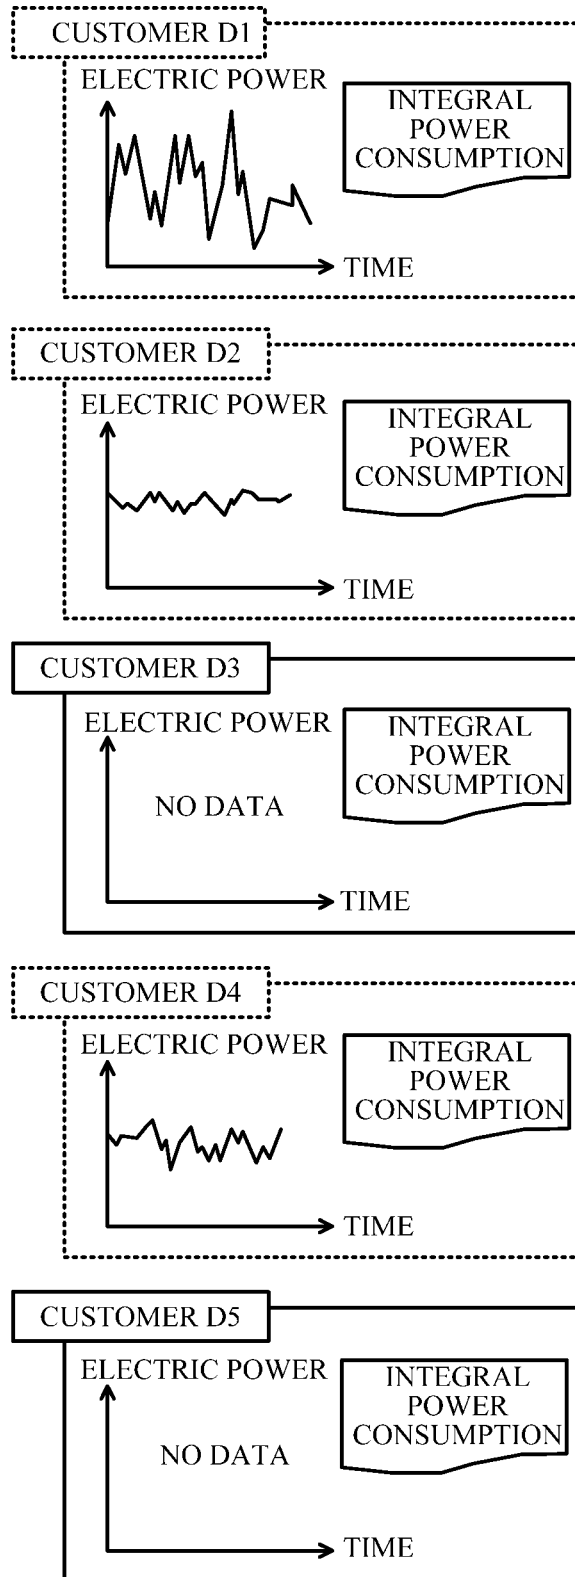 CUSTOMER D1
ELECTRIC POWER
INTEGRAL
POWER
CONSUMPTION
TIME
CUSTOMER D2
ELECTRIC POWER
INTEGRAL
POWER
CONSUMPTION
TIME
CUSTOMER D3
ELECTRIC POWER
INTEGRAL
POWER
CONSUMPTION
NO DATA
TIME
CUSTOMER D4
ELECTRIC POWER
INTEGRAL
POWER
CONSUMPTION
TIME
CUSTOMER D5
ELECTRIC POWER
INTEGRAL
POWER
CONSUMPTION
NO DATA
TIME